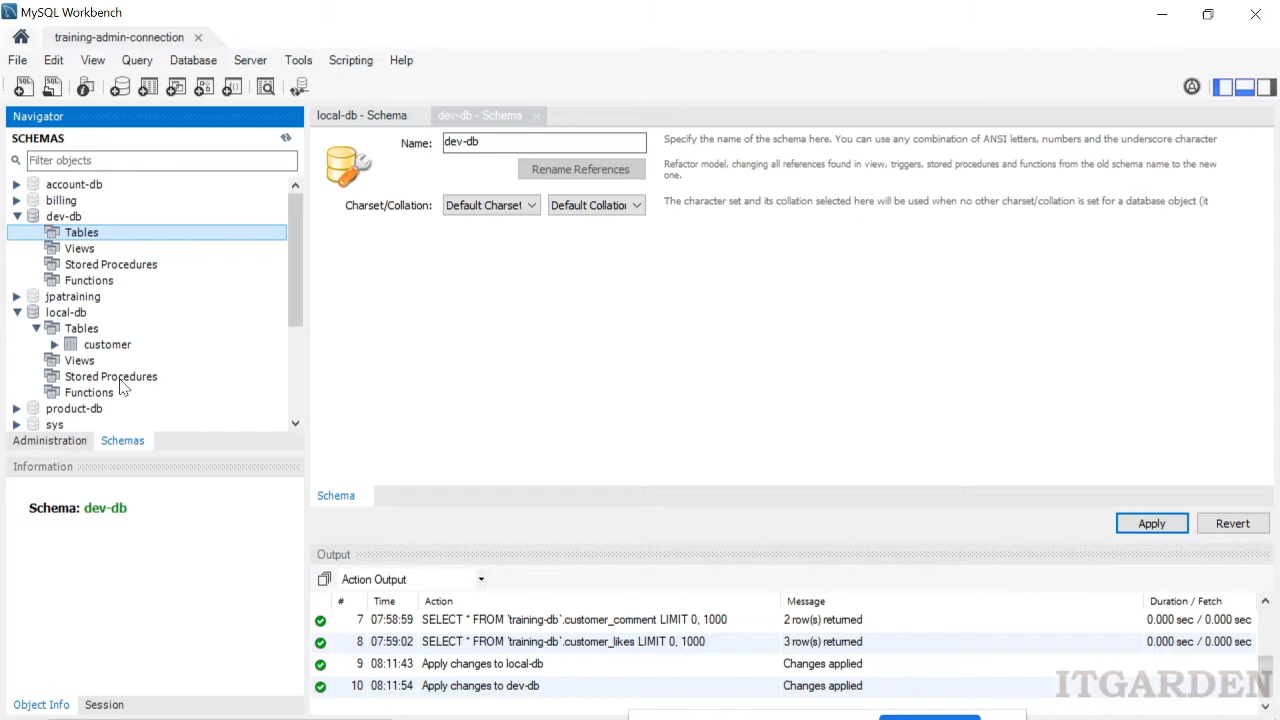 MySQL Workbench
training-admin-connection
File Edit View Query Database Server Tools Scripting Help
SQL SQL
Navigator
SCHEMAS
Filter objects
account-db
billing
dev-db
Tables
Views
Stored Procedures
Functions
jpatraining
local-db
Tables
customer
Views
Stored Procedures
Functions
product-db
sys
Administration Schemas
Information
Schema: dev-db
Object Info Session
local-db - Schema dev-db - Schema
Name: dev-db
Specify the name of the schema here. You can use any combination of ANSI letters, numbers and the underscore character
Rename References
Refactor model, changing all references found in view, triggers, stored procedures and functions from the old schema name to the new
one.
Charset/Collation: Default Charset Default Collation
The character set and its collation selected here will be used when no other charset/collation is set for a database object (it
Schema
Apply Revert
Output
Action Output
# Time Action Message Duration / Fetch
7 07:58:59 SELECT * FROM `training-db`.customer_comment LIMIT 0, 1000 2 row(s) returned 0.000 sec / 0.000 sec
8 07:59:02 SELECT * FROM `training-db`.customer_likes LIMIT 0, 1000 3 row(s) returned 0.000 sec / 0.000 sec
9 08:11:43 Apply changes to local-db Changes applied
10 08:11:54 Apply changes to dev-db Changes applied
ITGARDEN